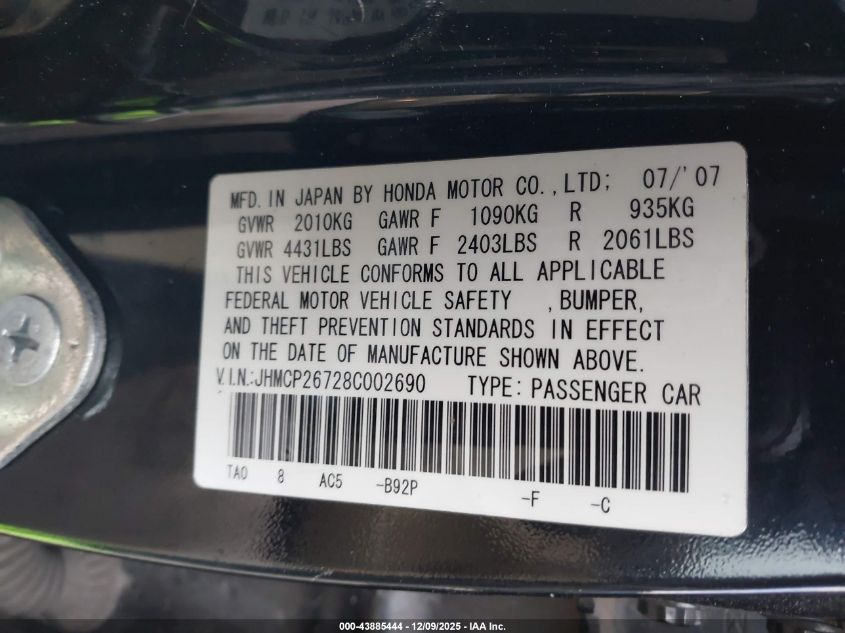 MFD. IN JAPAN BY HONDA MOTOR CO., LTD; 07/'07
GVWR 2010KG GAWR F 1090KG R 935KG
GVWR 4431LBS GAWR F 2403LBS R 2061LBS
THIS VEHICLE CONFORMS TO ALL APPLICABLE
FEDERAL MOTOR VEHICLE SAFETY , BUMPER,
AND THEFT PREVENTION STANDARDS IN EFFECT
ON THE DATE OF MANUFACTURE SHOWN ABOVE.
V.I.N.: JHMCP26728C002690 TYPE: PASSENGER CAR
TA0 8 AC5 -B92P -F -C
000-43885444 - 12/09/2025 - IAA Inc.